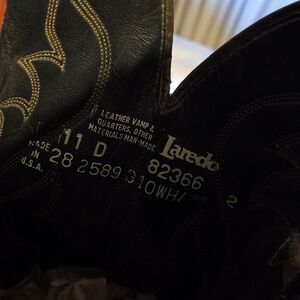 LEATHER VAMP &
QUARTERS. OTHER
MATERIALS MAN-MADE
Laredo
11 D
MADE
IN
U.S.A.
82366
28 2589 310WH/ 2